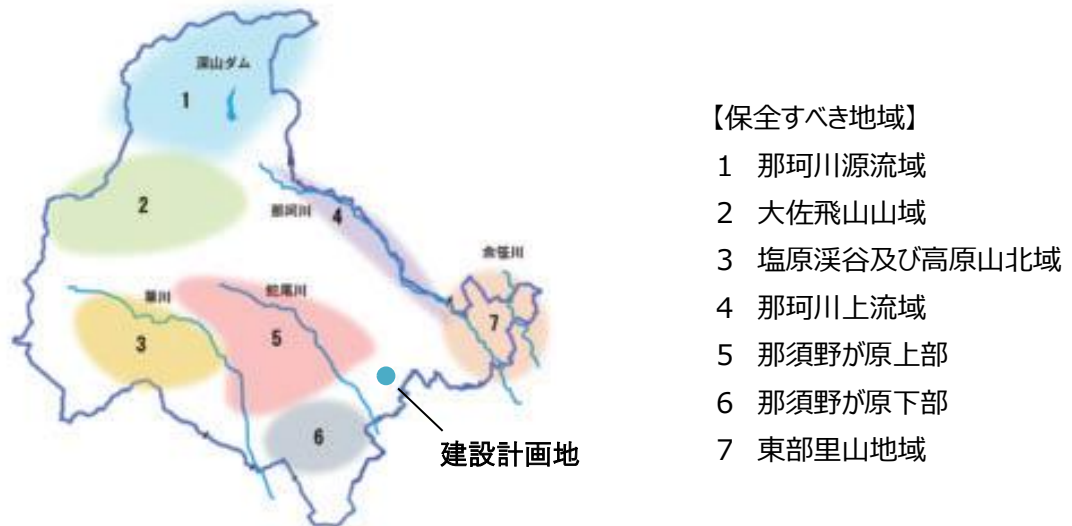 深山ダム
1
2
那珂川
4
余笹川
箒川
蛇尾川
7
3
5
6
建設計画地
【保全すべき地域】
1 那珂川源流域
2 大佐飛山山域
3 塩原渓谷及び高原山北域
4 那珂川上流域
5 那須野が原上部
6 那須野が原下部
7 東部里山地域